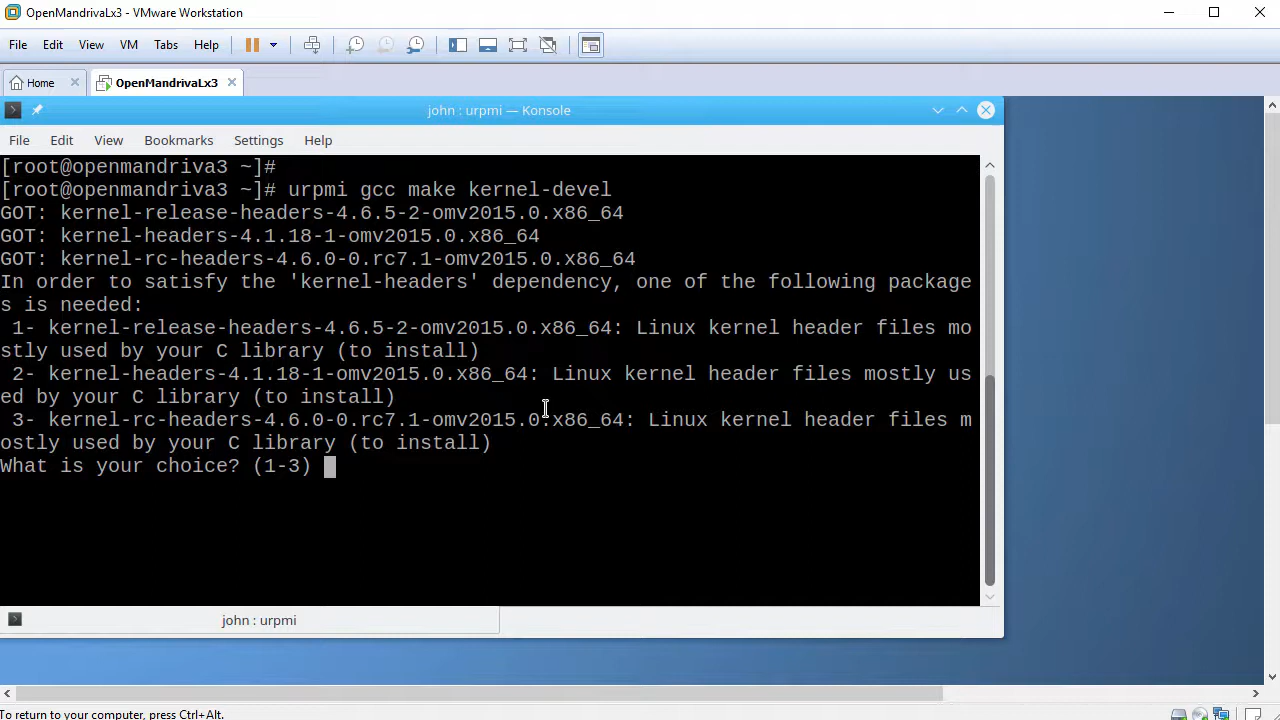 OpenMandrivaLx3 - VMware Workstation
File Edit View VM Tabs Help
Home OpenMandrivaLx3
john : urpmi — Konsole
File Edit View Bookmarks Settings Help
[root@openmandriva3 ~]#
[root@openmandriva3 ~]# urpmi gcc make kernel-devel
GOT: kernel-release-headers-4.6.5-2-omv2015.0.x86_64
GOT: kernel-headers-4.1.18-1-omv2015.0.x86_64
GOT: kernel-rc-headers-4.6.0-0.rc7.1-omv2015.0.x86_64
In order to satisfy the 'kernel-headers' dependency, one of the following package
s is needed:
1- kernel-release-headers-4.6.5-2-omv2015.0.x86_64: Linux kernel header files mo
stly used by your C library (to install)
2- kernel-headers-4.1.18-1-omv2015.0.x86_64: Linux kernel header files mostly us
ed by your C library (to install)
3- kernel-rc-headers-4.6.0-0.rc7.1-omv2015.0.x86_64: Linux kernel header files m
ostly used by your C library (to install)
What is your choice? (1-3)
john : urpmi
To return to your computer, press Ctrl+Alt.